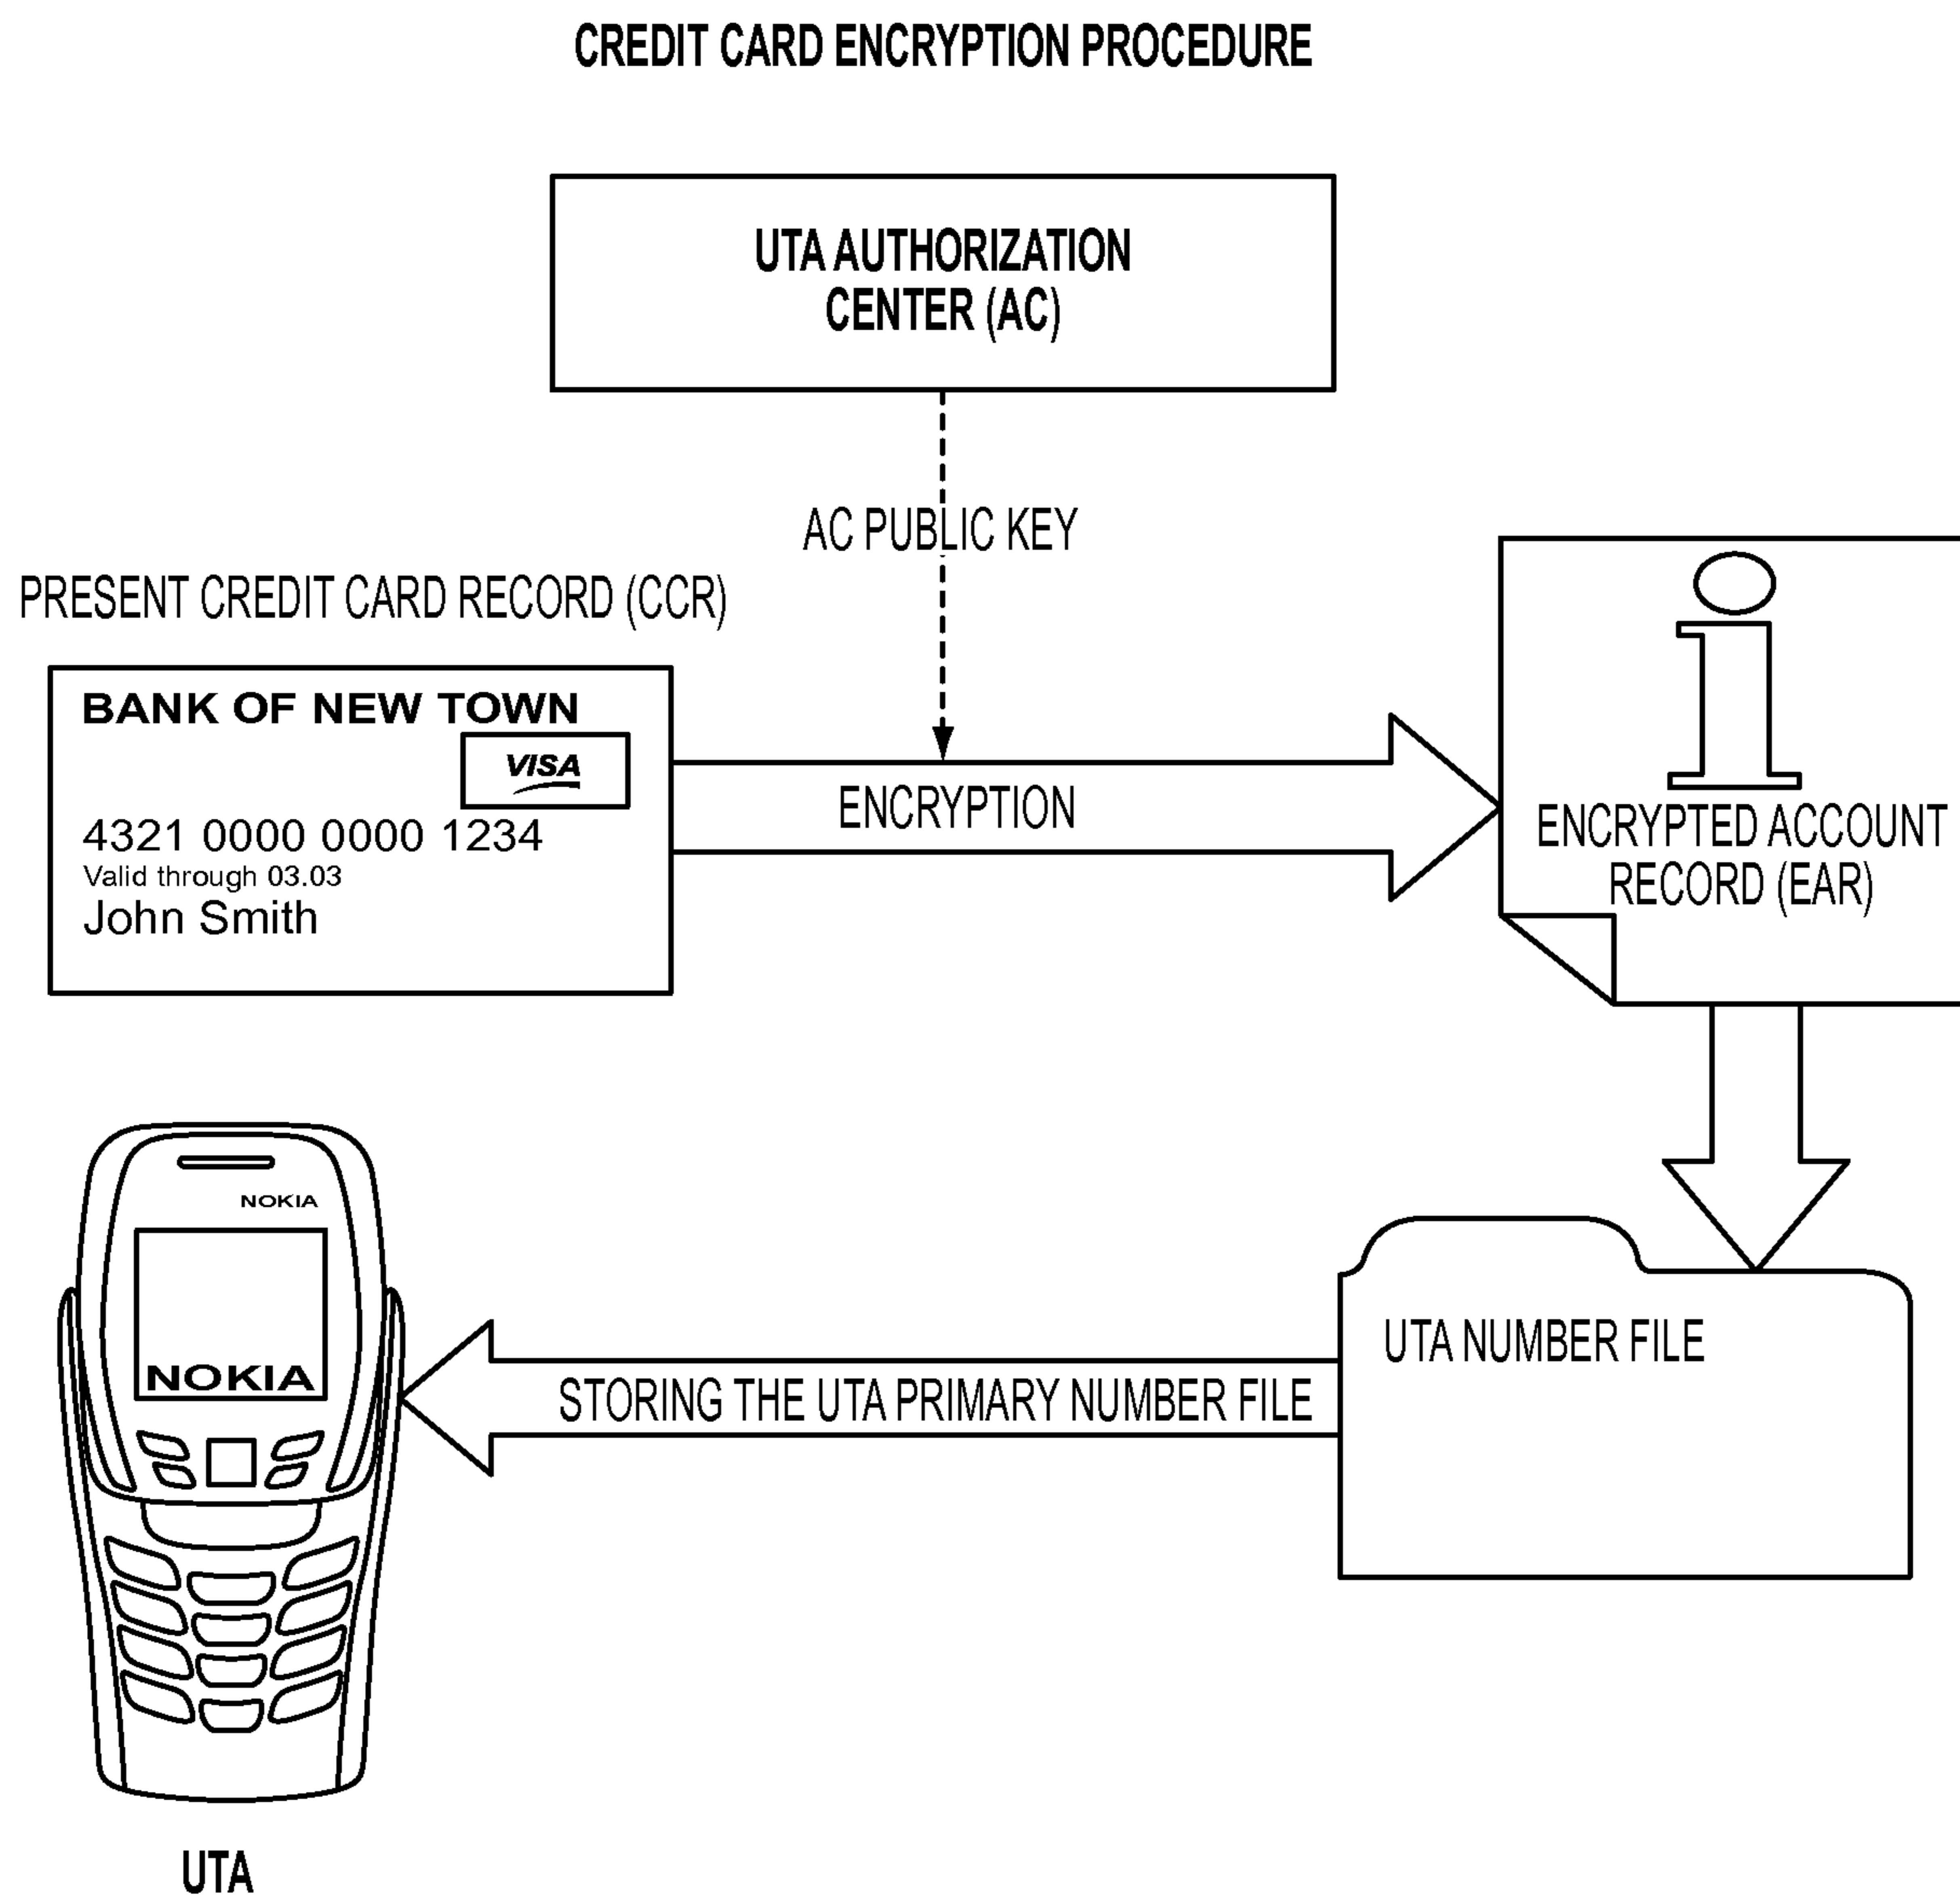 CREDIT CARD ENCRYPTION PROCEDURE
UTA AUTHORIZATION
CENTER (AC)
AC PUBLIC KEY
PRESENT CREDIT CARD RECORD (CCR)
BANK OF NEW TOWN
VISA
4321 0000 0000 1234
Valid through 03.03
John Smith
ENCRYPTION
ENCRYPTED ACCOUNT
RECORD (EAR)
NOKIA
NOKIA
STORING THE UTA PRIMARY NUMBER FILE
UTA NUMBER FILE
UTA